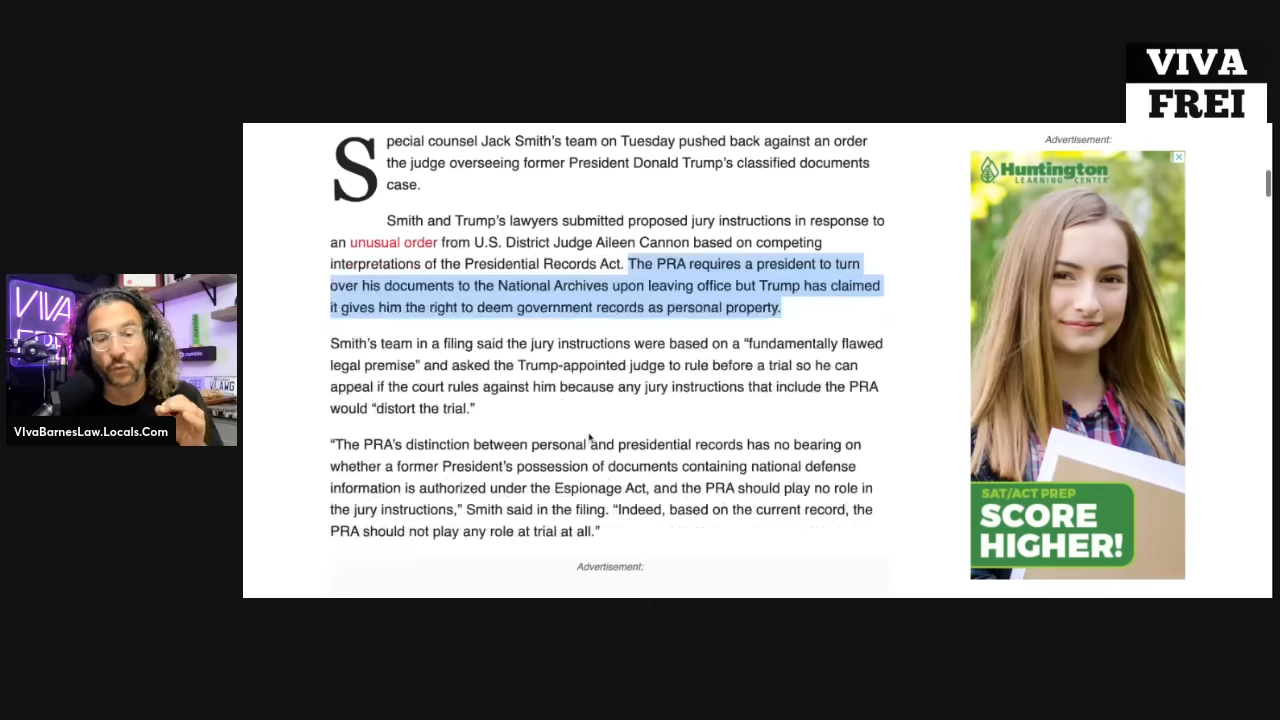 VIVA
FREI
Special counsel Jack Smith’s team on Tuesday pushed back against an order
the judge overseeing former President Donald Trump’s classified documents
case.
Smith and Trump’s lawyers submitted proposed jury instructions in response to
an unusual order from U.S. District Judge Aileen Cannon based on competing
interpretations of the Presidential Records Act. The PRA requires a president to turn
over his documents to the National Archives upon leaving office but Trump has claimed
it gives him the right to deem government records as personal property.
Smith’s team in a filing said the jury instructions were based on a “fundamentally flawed
legal premise” and asked the Trump-appointed judge to rule before a trial so he can
appeal if the court rules against him because any jury instructions that include the PRA
would “distort the trial.”
“The PRA’s distinction between personal and presidential records has no bearing on
whether a former President’s possession of documents containing national defense
information is authorized under the Espionage Act, and the PRA should play no role in
the jury instructions,” Smith said in the filing. “Indeed, based on the current record, the
PRA should not play any role at trial at all.”
Advertisement:
Advertisement:
Huntington
LEARNING CENTER
SAT/ACT PREP
SCORE
HIGHER!
VIVA
rumble
VLAWG
VIvaBarnesLaw.Locals.Com